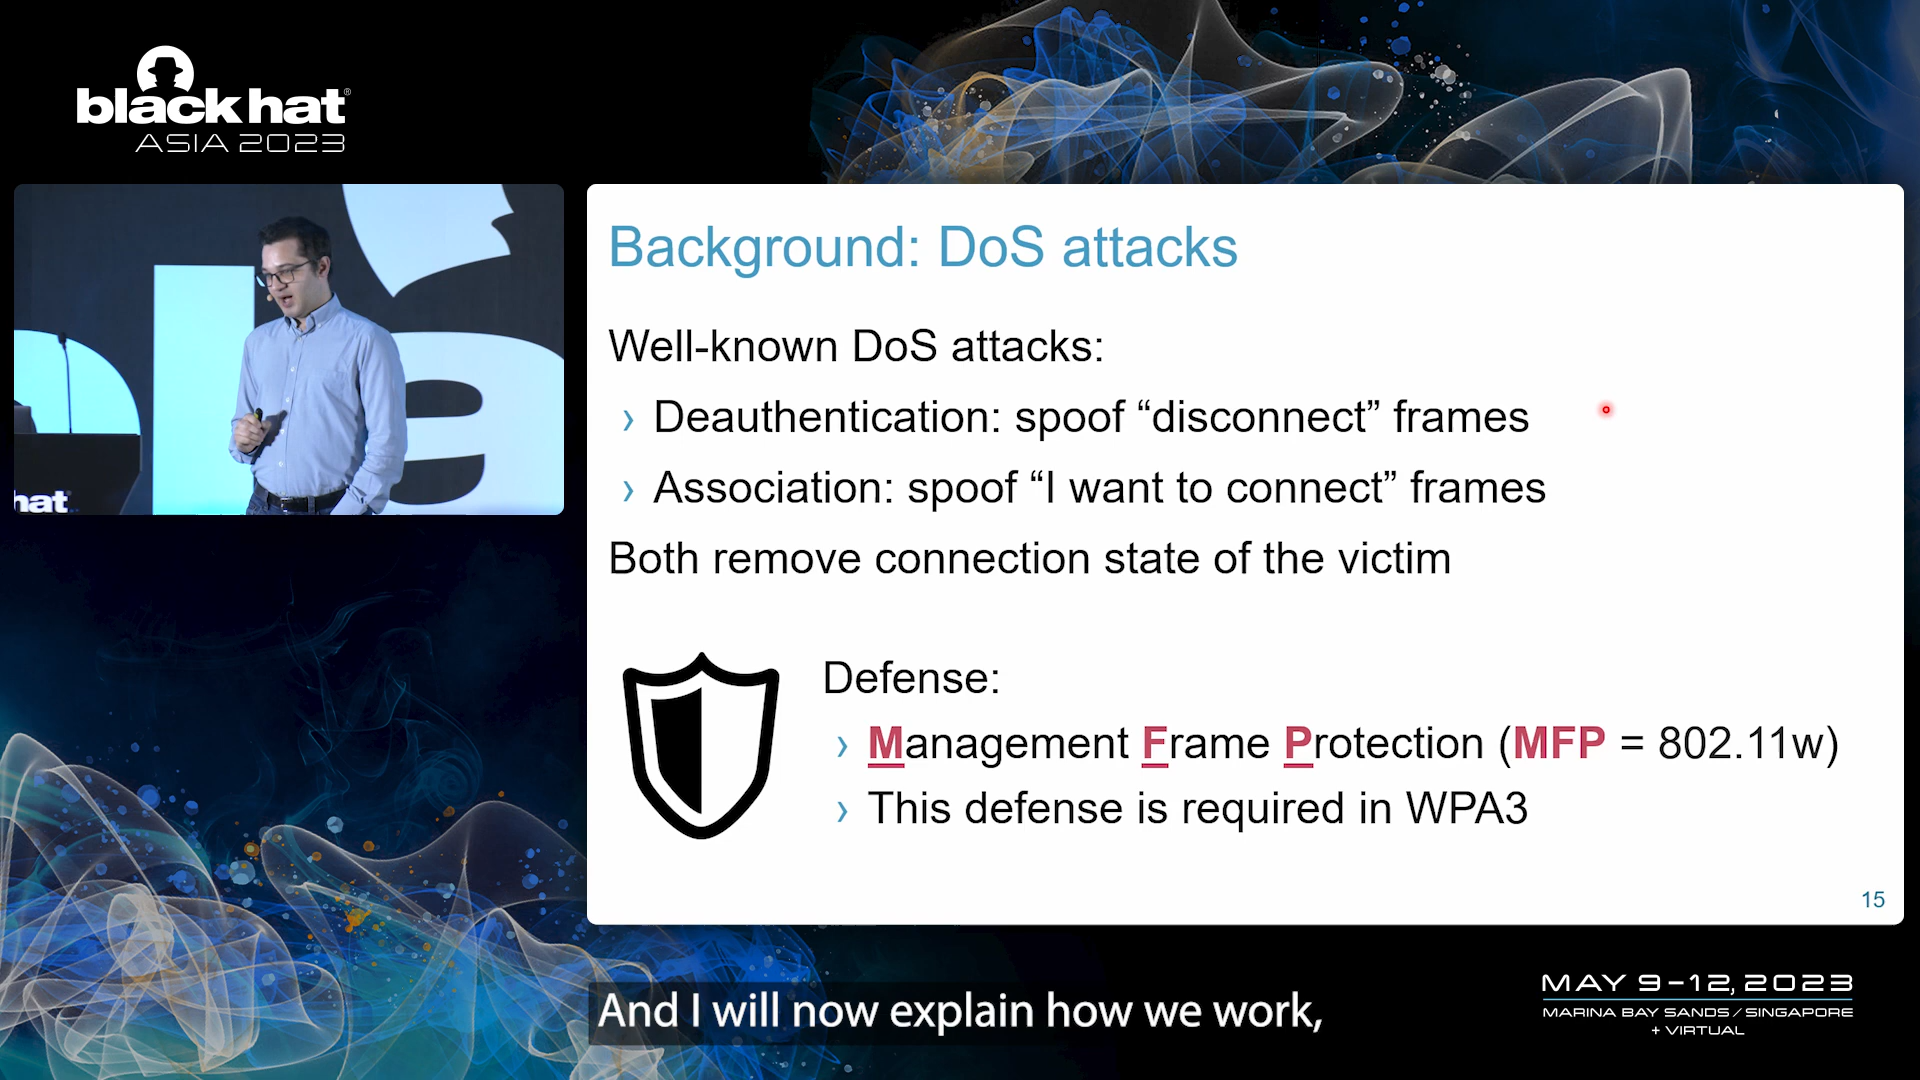 blackhat®
ASIA 2023
hat
Background: DoS attacks
Well-known DoS attacks:
› Deauthentication: spoof “disconnect” frames
› Association: spoof “I want to connect” frames
Both remove connection state of the victim
Defense:
› Management Frame Protection (MFP = 802.11w)
› This defense is required in WPA3
15
And I will now explain how we work,
MAY 9-12, 2023
MARINA BAY SANDS / SINGAPORE
+ VIRTUAL